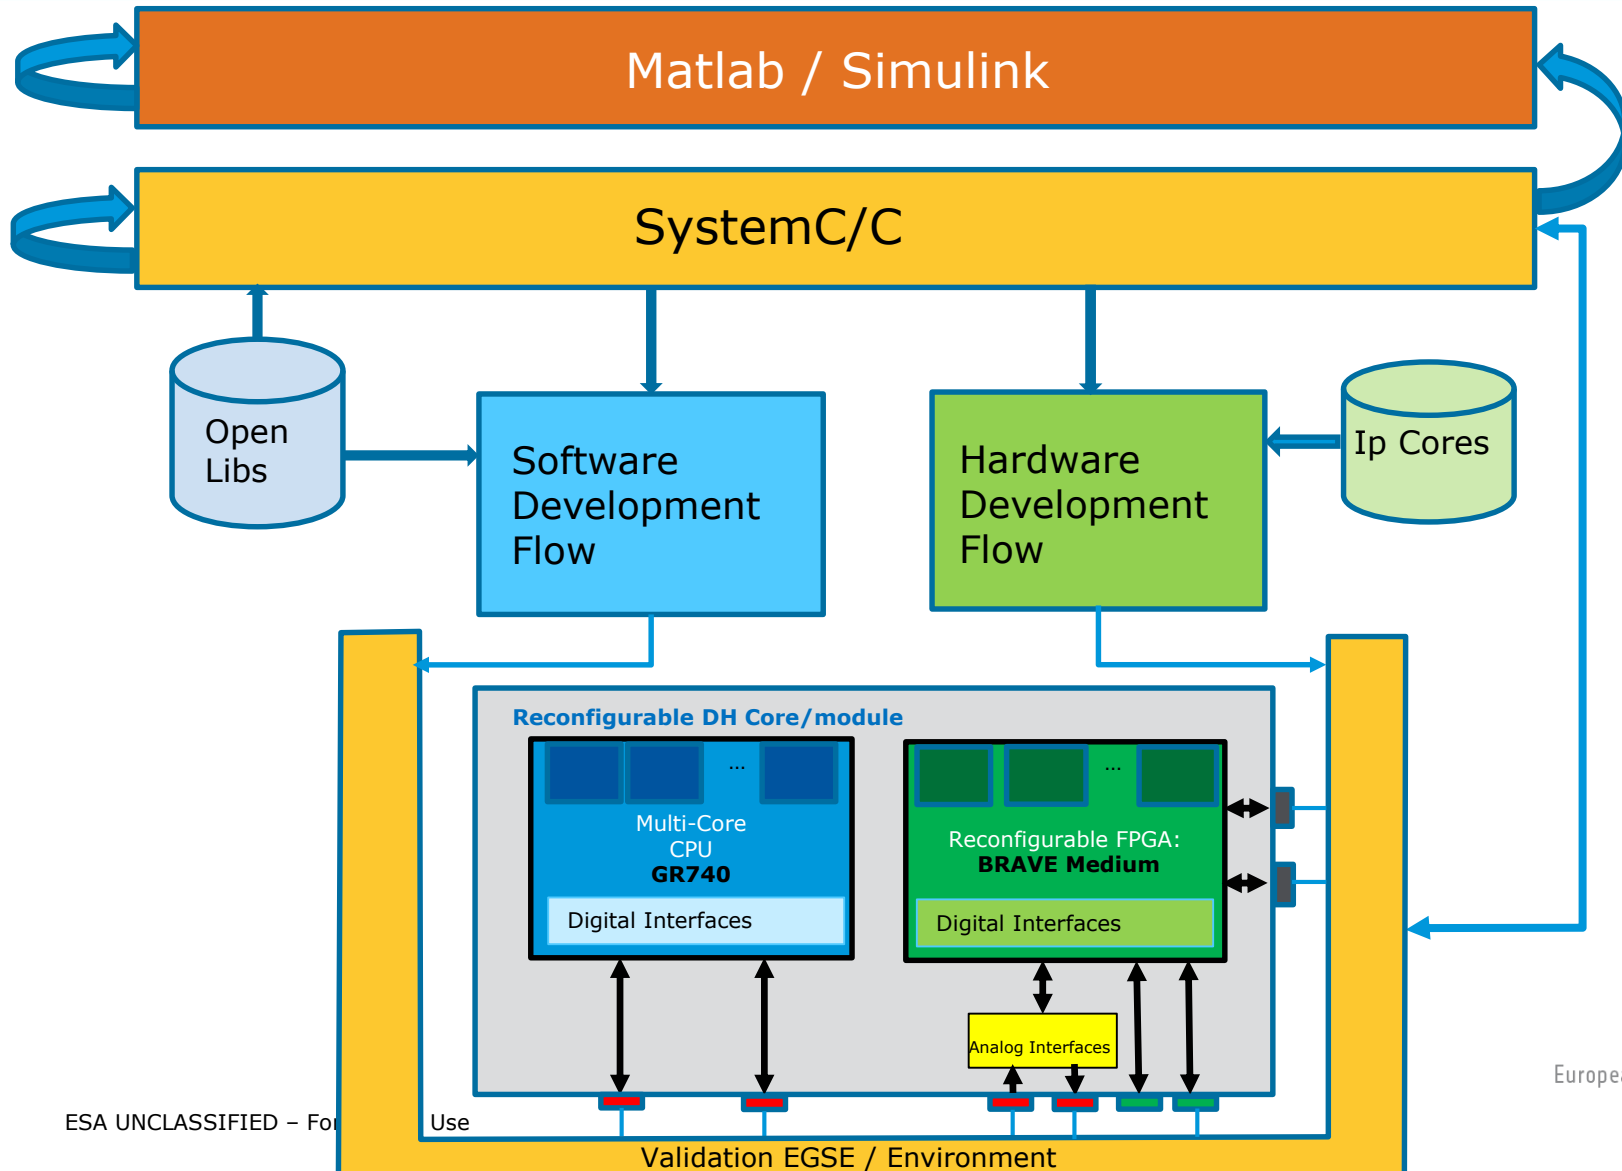 Matlab / Simulink
SystemC/C
Open
Libs
Software
Development
Flow
Hardware
Development
Flow
Ip Cores
Reconfigurable DH Core/module
...
Multi-Core
CPU
GR740
Digital Interfaces
...
Reconfigurable FPGA:
BRAVE Medium
Digital Interfaces
Analog Interfaces
Europea
ESA UNCLASSIFIED – For Use
Validation EGSE / Environment